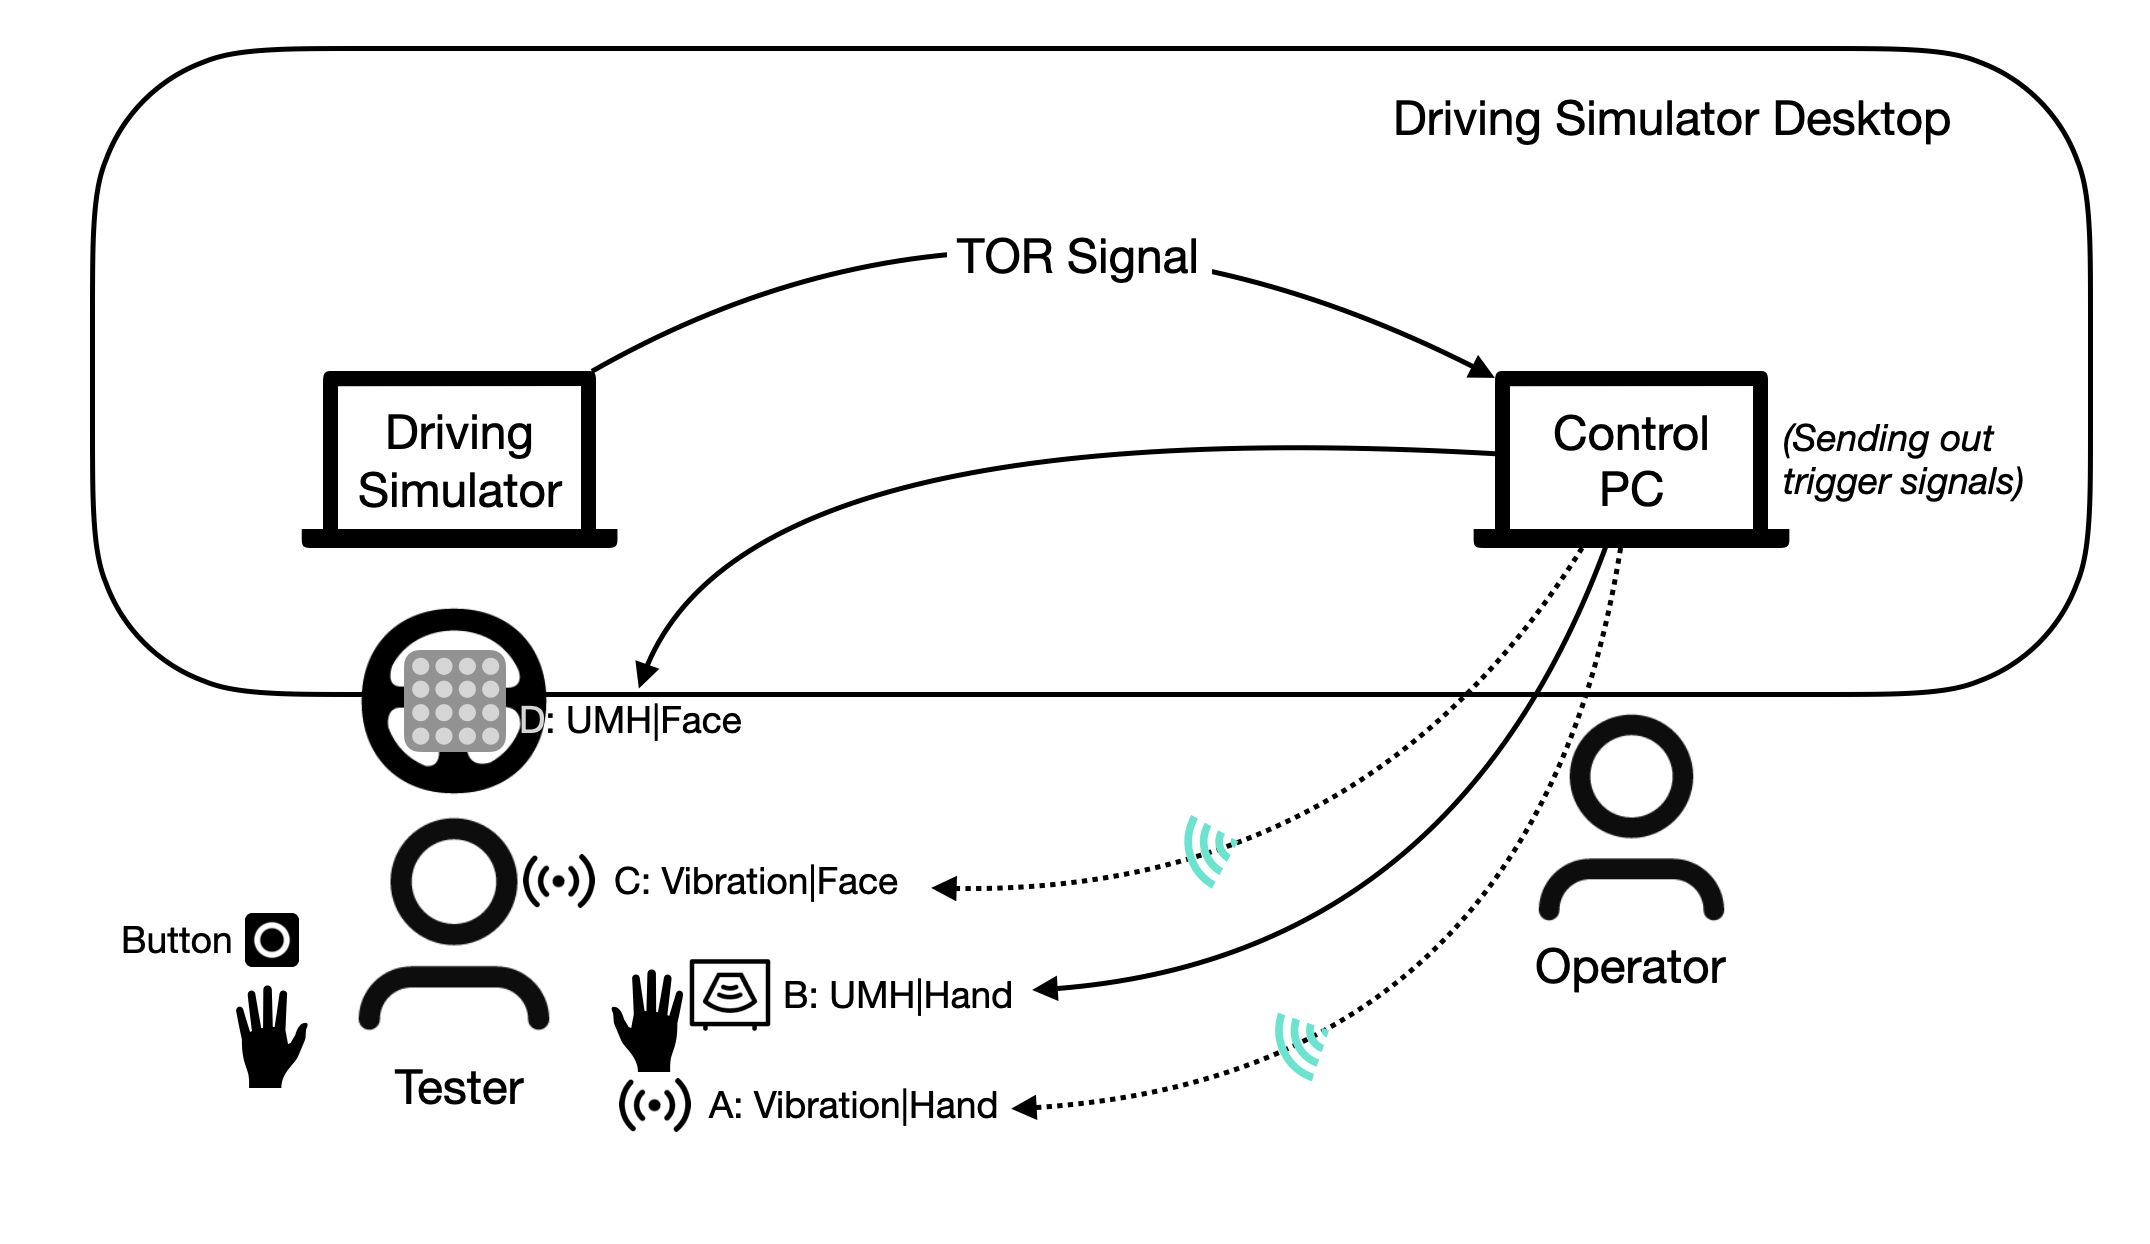 Driving Simulator Desktop
TOR Signal
Driving
Simulator
Control
PC
(Sending out
trigger signals)
D: UMH|Face
C: Vibration|Face
Button
B: UMH|Hand
Operator
Tester
A: Vibration|Hand